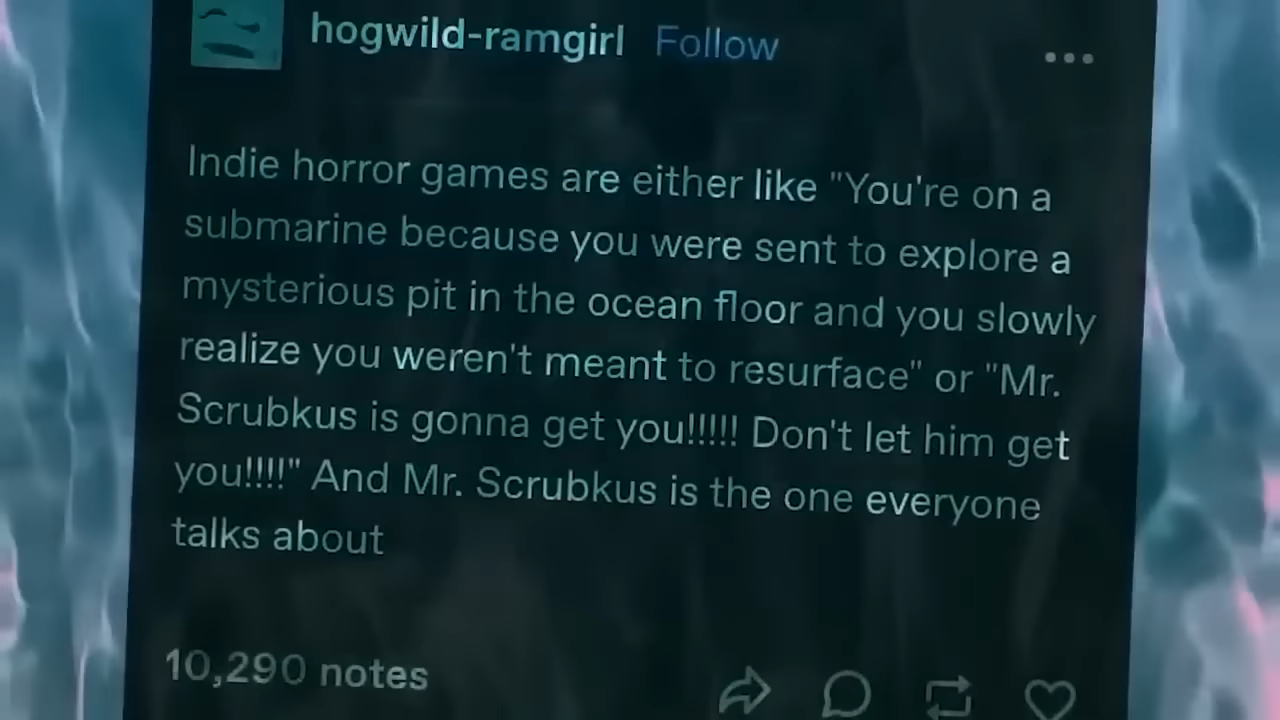 hogwild-ramgirl Follow
Indie horror games are either like "You're on a
submarine because you were sent to explore a
mysterious pit in the ocean floor and you slowly
realize you weren't meant to resurface" or "Mr.
Scrubkus is gonna get you!!!!! Don't let him get
you!!!!" And Mr. Scrubkus is the one everyone
talks about
10,290 notes